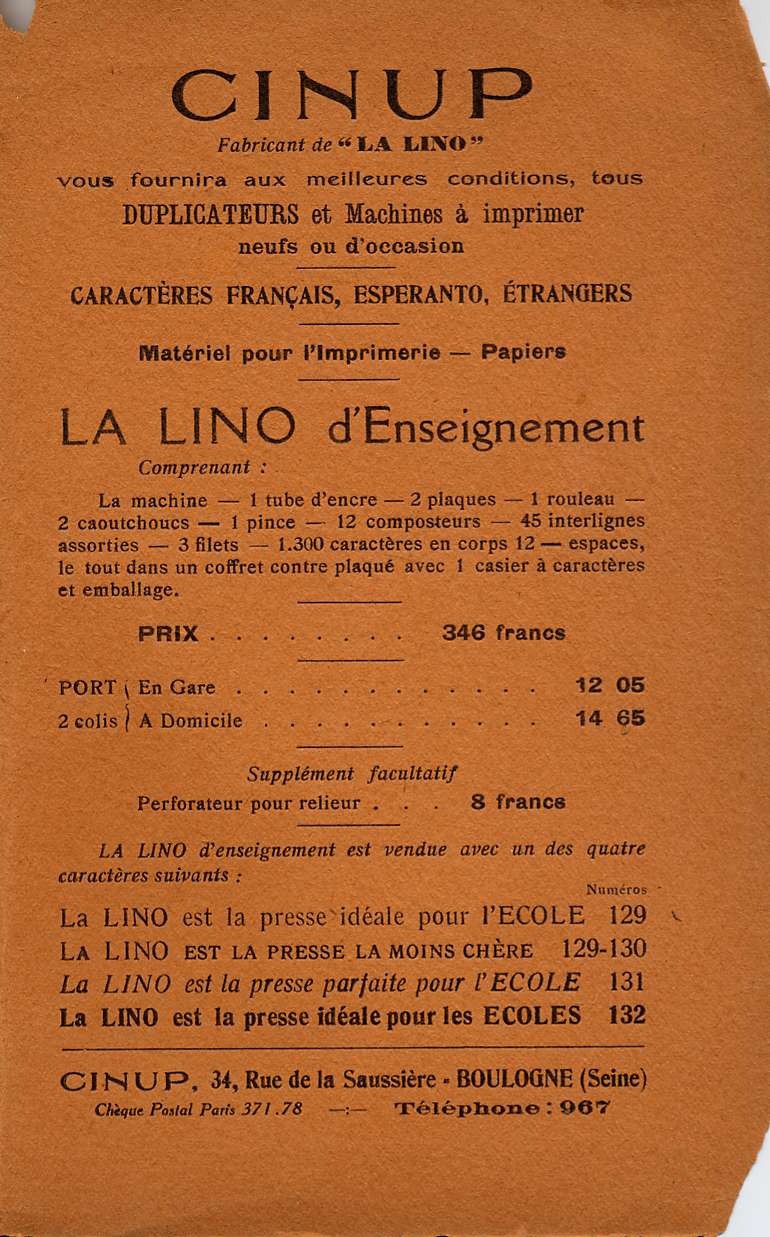 CINUP
Fabricant de “ LA LINO ”
vous fournira aux meilleures conditions, tous
DUPLICATEURS et Machines à imprimer
neufs ou d'occasion
CARACTÈRES FRANÇAIS, ESPERANTO, ÉTRANGERS
Matériel pour l'Imprimerie — Papiers
LA LINO d'Enseignement
Comprenant :
La machine — 1 tube d'encre — 2 plaques — 1 rouleau —
2 caoutchoucs — 1 pince — 12 composteurs — 45 interlignes
assorties — 3 filets — 1.300 caractères en corps 12 — espaces,
le tout dans un coffret contre plaqué avec 1 casier à caractères
et emballage.
PRIX . . . . . . . . 346 francs
PORT { En Gare . . . . . . . . . . . . 12 05
2 colis { A Domicile . . . . . . . . . . . 14 65
Supplément facultatif
Perforateur pour relieur . . . 8 francs
LA LINO d'enseignement est vendue avec un des quatre
caractères suivants :
Numéros
La LINO est la presse idéale pour l'ECOLE 129
LA LINO EST LA PRESSE LA MOINS CHÈRE 129-130
La LINO est la presse parfaite pour l'ECOLE 131
La LINO est la presse idéale pour les ECOLES 132
CINUP, 34, Rue de la Saussière - BOULOGNE (Seine)
Chèque Postal Paris 371.78 —:— Téléphone : 967